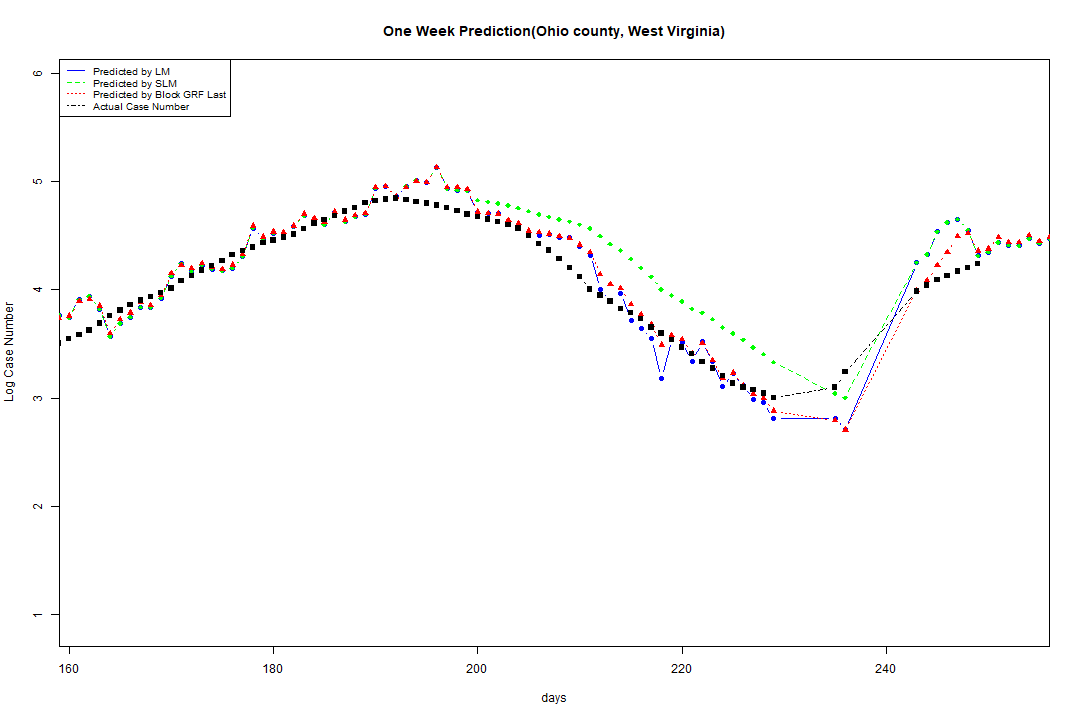 One Week Prediction(Ohio county, West Virginia)
Predicted by LM
Predicted by SLM
Predicted by Block GRF Last
Actual Case Number
Log Case Number
6
5
4
3
2
1
160 180 200 220 240
days